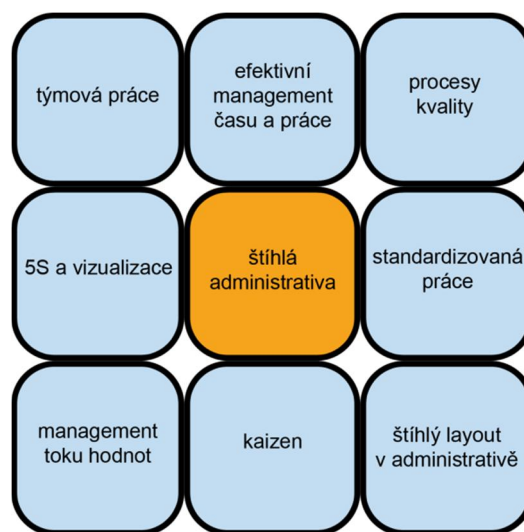 týmová práce
efektivní
management
času a práce
procesy
kvality
5S a vizualizace
štíhlá
administrativa
standardizovaná
práce
management
toku hodnot
kaizen
štíhlý layout
v administrativě